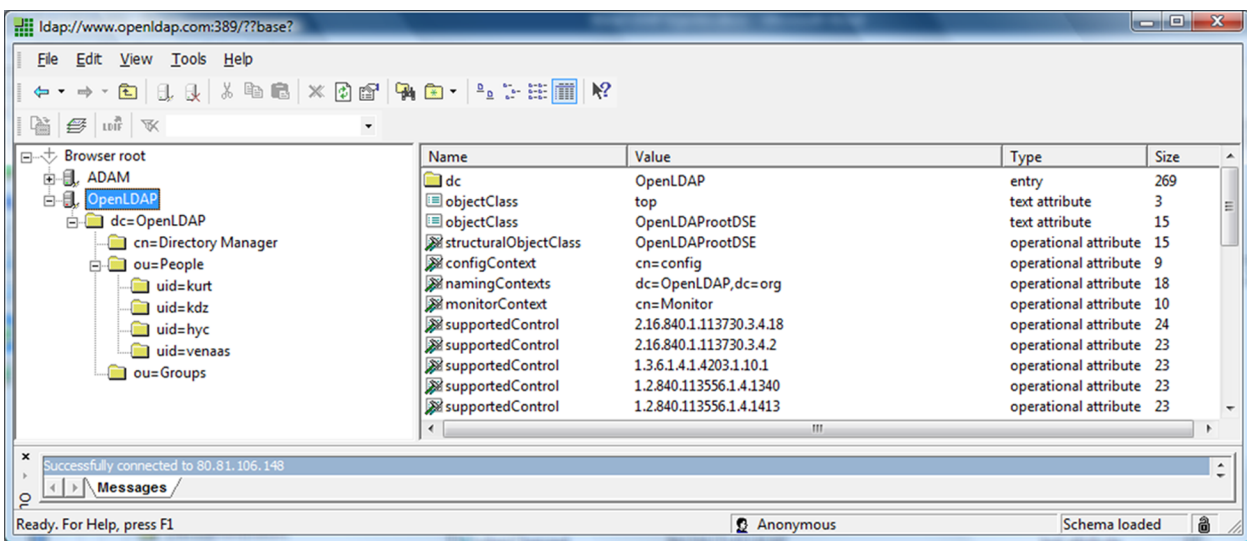 ldap://www.openldap.com:389/??base?
File Edit View Tools Help
LDIF
Browser root
ADAM
OpenLDAP
dc=OpenLDAP
cn=Directory Manager
ou=People
uid=kurt
uid=kdz
uid=hyc
uid=venaas
ou=Groups
Name Value Type Size
dc OpenLDAP entry 269
objectClass top text attribute 3
objectClass OpenLDAProotDSE text attribute 15
structuralObjectClass OpenLDAProotDSE operational attribute 15
configContext cn=config operational attribute 9
namingContexts dc=OpenLDAP,dc=org operational attribute 18
monitorContext cn=Monitor operational attribute 10
supportedControl 2.16.840.1.113730.3.4.18 operational attribute 24
supportedControl 2.16.840.1.113730.3.4.2 operational attribute 23
supportedControl 1.3.6.1.4.1.4203.1.10.1 operational attribute 23
supportedControl 1.2.840.113556.1.4.1340 operational attribute 23
supportedControl 1.2.840.113556.1.4.1413 operational attribute 23
Successfully connected to 80.81.106.148
Messages
Ou
Ready. For Help, press F1 Anonymous Schema loaded